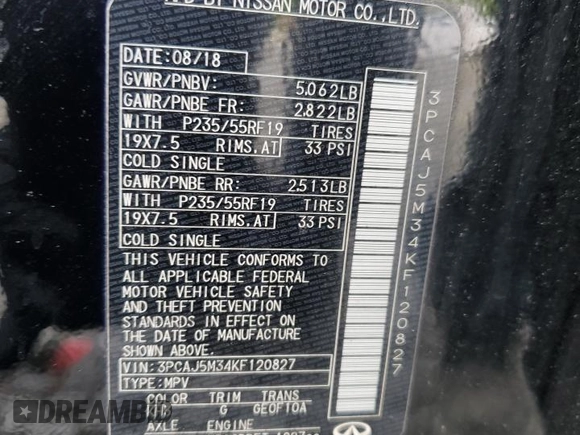 MFD BY NISSAN MOTOR CO.,LTD.
DATE: 08/18
GVWR/PNBV: 5,062LB
GAWR/PNBE FR: 2,822LB
WITH P235/55RF19 TIRES
19X7.5 RIMS.AT 33 PSI
COLD SINGLE
GAWR/PNBE RR: 2,513LB
WITH P235/55RF19 TIRES
19X7.5 RIMS.AT 33 PSI
COLD SINGLE
THIS VEHICLE CONFORMS TO
ALL APPLICABLE FEDERAL
MOTOR VEHICLE SAFETY
AND THEFT PREVENTION
STANDARDS IN EFFECT ON
THE DATE OF MANUFACTURE
SHOWN ABOVE.
VIN: 3PCAJ5M34KF120827
TYPE: MPV
COLOR TRIM TRANS
G GEOF10A
AXLE ENGINE
3PCAJ5M34KF120827
DREAMBID